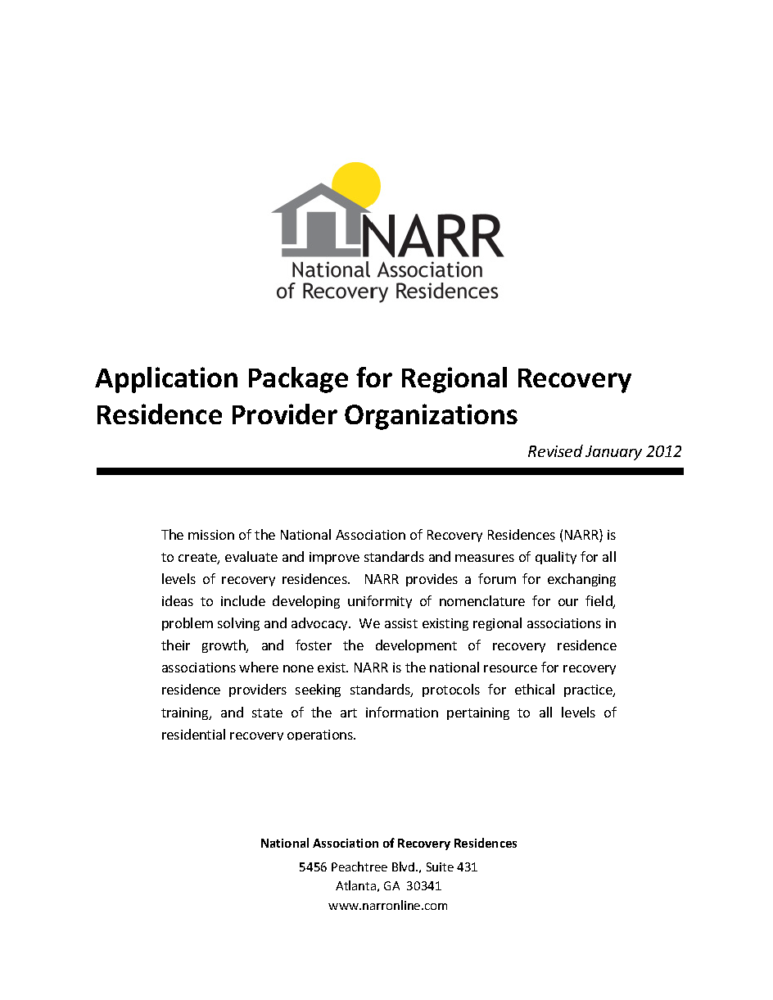 NARR
National Association
of Recovery Residences
Application Package for Regional Recovery
Residence Provider Organizations
Revised January 2012
The mission of the National Association of Recovery Residences (NARR) is
to create, evaluate and improve standards and measures of quality for all
levels of recovery residences.  NARR provides a forum for exchanging
ideas to include developing uniformity of nomenclature for our field,
problem solving and advocacy.  We assist existing regional associations in
their growth, and foster the development of recovery residence
associations where none exist. NARR is the national resource for recovery
residence providers seeking standards, protocols for ethical practice,
training, and state of the art information pertaining to all levels of
residential recovery operations.
National Association of Recovery Residences
5456 Peachtree Blvd., Suite 431
Atlanta, GA  30341
www.narronline.com